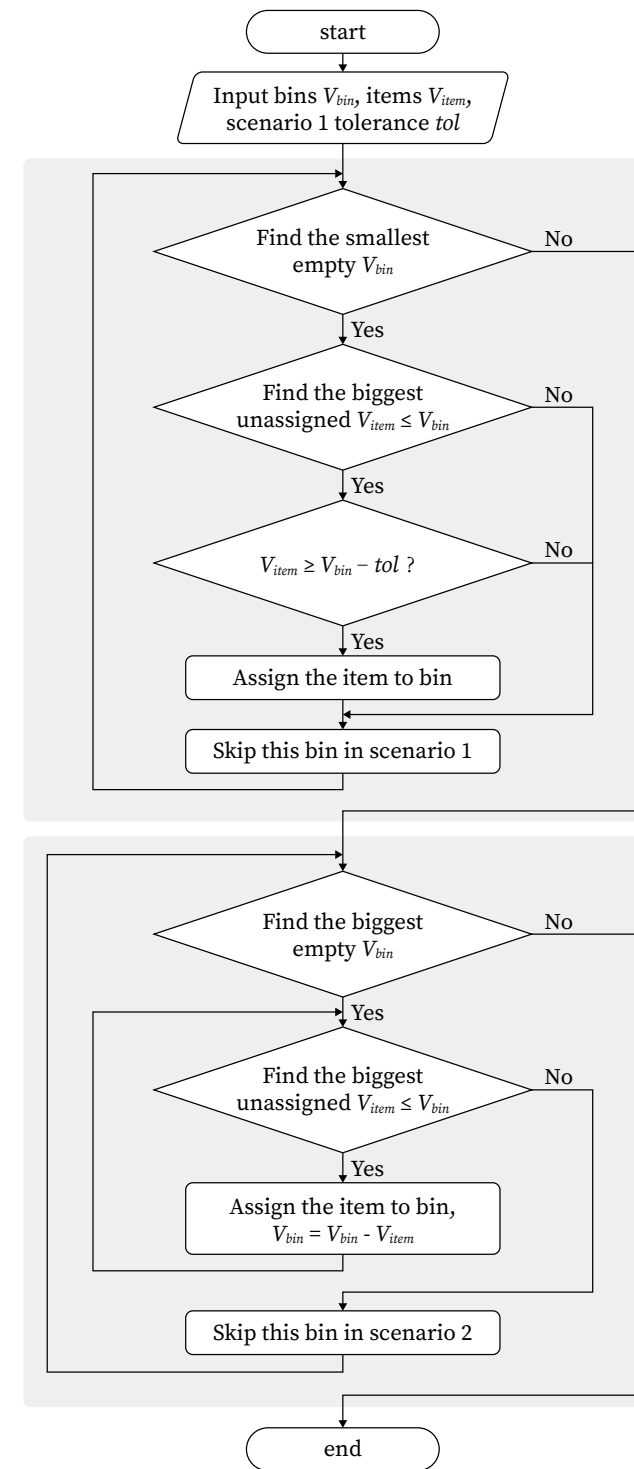 start
Input bins V_bin, items V_item,
scenario 1 tolerance tol
Find the smallest
empty V_bin
No
Yes
Find the biggest
unassigned V_item ≤ V_bin
No
Yes
V_item ≥ V_bin − tol ?
No
Yes
Assign the item to bin
Skip this bin in scenario 1
Find the biggest
empty V_bin
No
Yes
Find the biggest
unassigned V_item ≤ V_bin
No
Yes
Assign the item to bin,
V_bin = V_bin - V_item
Skip this bin in scenario 2
end